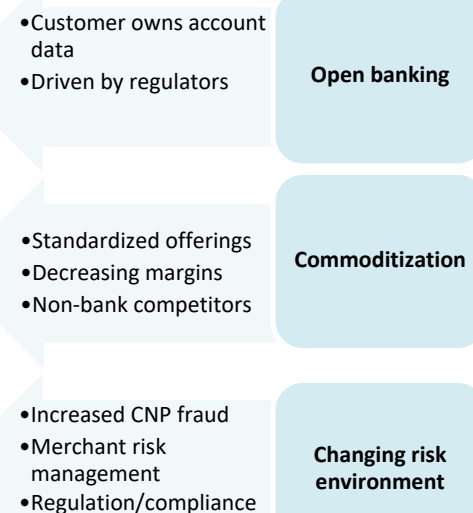 •Customer owns account
data
•Driven by regulators
Open banking
•Standardized offerings
•Decreasing margins
•Non-bank competitors
Commoditization
•Increased CNP fraud
•Merchant risk
management
•Regulation/compliance
Changing risk
environment